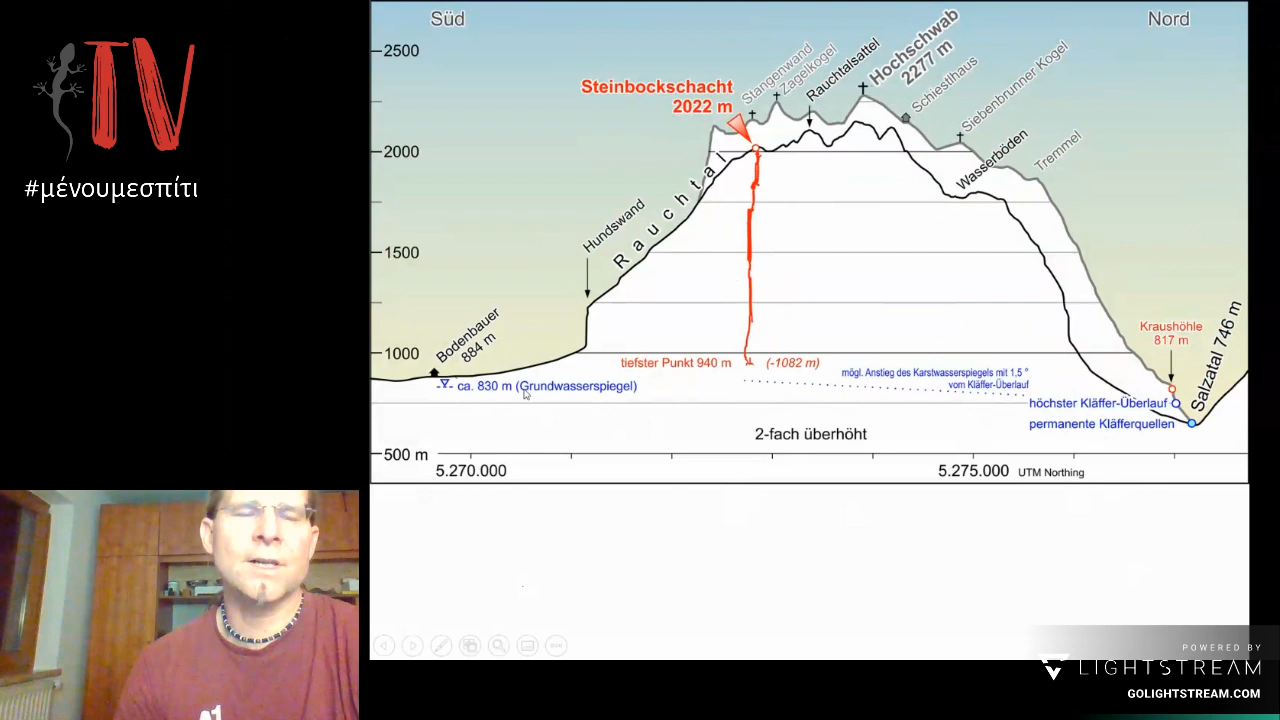 TV
#μένουμεσπίτι
Süd
Nord
2500
2000
1500
1000
500 m
Steinbockschacht
2022 m
Stangenwand
Zagelkogel
Rauchtalsattel
Hochschwab
2277 m
Schiestlhaus
Siebenbrunner Kogel
Wasserböden
Tremmel
Rauchtal
Hundswand
Bodenbauer
884 m
ca. 830 m (Grundwasserspiegel)
tiefster Punkt 940 m (-1082 m)
mögl. Anstieg des Karstwasserspiegels mit 1,5 °
vom Kläffer-Überlauf
Kraushöhle
817 m
Salzatal 746 m
höchster Kläffer-Überlauf
permanente Kläfferquellen
2-fach überhöht
5.270.000
5.275.000 UTM Northing
A1
POWERED BY
LIGHTSTREAM
GOLIGHTSTREAM.COM